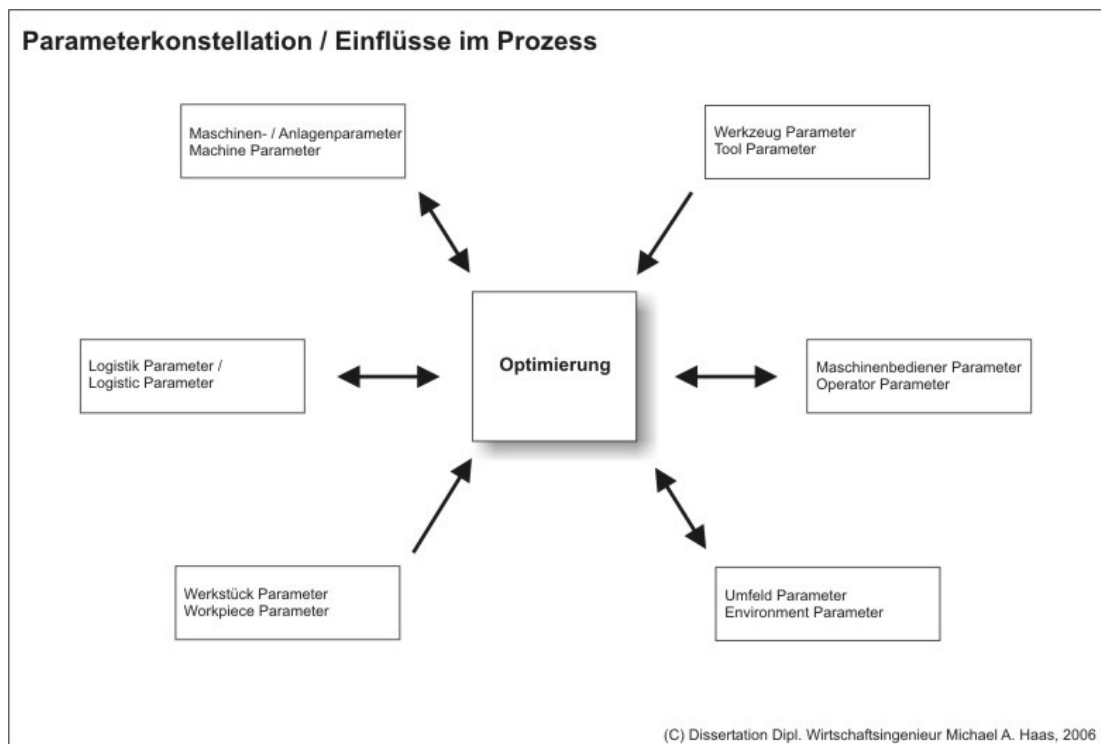 Parameterkonstellation / Einflüsse im Prozess
Maschinen- / Anlagenparameter
Machine Parameter
Werkzeug Parameter
Tool Parameter
Optimierung
Logistik Parameter /
Logistic Parameter
Maschinenbediener Parameter
Operator Parameter
Werkstück Parameter
Workpiece Parameter
Umfeld Parameter
Environment Parameter
(C) Dissertation Dipl. Wirtschaftsingenieur Michael A. Haas, 2006